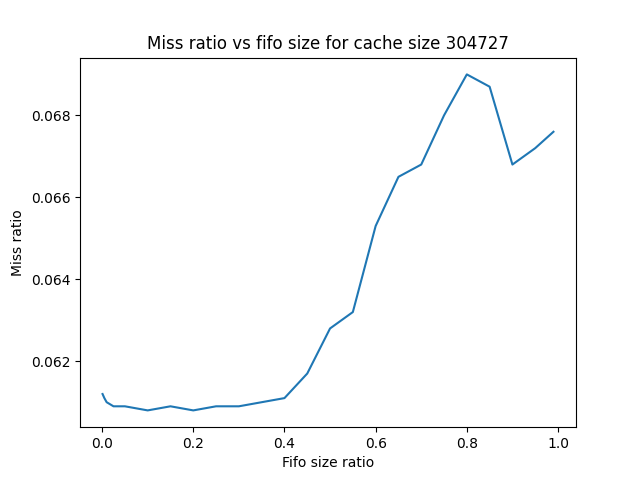 Miss ratio vs fifo size for cache size 304727
0.068
0.066
0.064
0.062
Miss ratio
0.0 0.2 0.4 0.6 0.8 1.0
Fifo size ratio